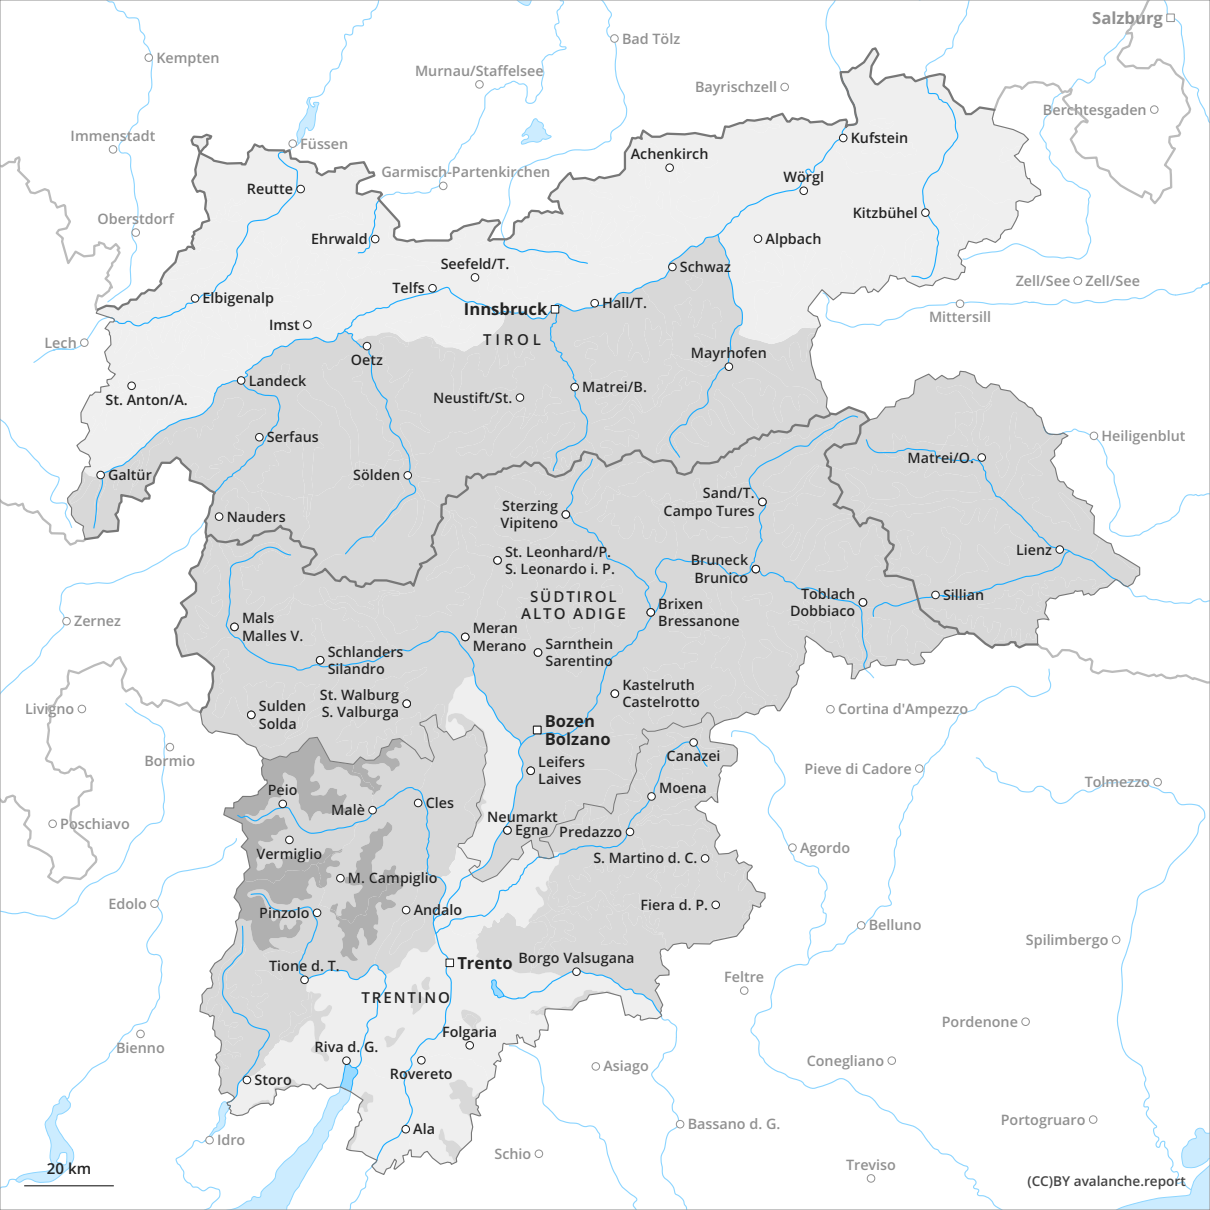 Salzburg
Bad Tölz
Kempten
Murnau/Staffelsee
Bayrischzell
Berchtesgaden
Immenstadt
Füssen
Kufstein
Achenkirch
Garmisch-Partenkirchen
Wörgl
Reutte
Oberstdorf
Kitzbühel
Ehrwald
Alpbach
Seefeld/T.
Schwaz
Zell/See
Zell/See
Telfs
Elbigenalp
Hall/T.
Innsbruck
Mittersill
Imst
TIROL
Lech
Mayrhofen
Oetz
Landeck
Matrei/B.
St. Anton/A.
Neustift/St.
Serfaus
Heiligenblut
Matrei/O.
Galtür
Sölden
Sand/T.
Campo Tures
Sterzing
Vipiteno
Nauders
Lienz
St. Leonhard/P.
S. Leonardo i. P.
Bruneck
Brunico
SÜDTIROL
ALTO ADIGE
Toblach
Dobbiaco
Sillian
Brixen
Bressanone
Zernez
Mals
Malles V.
Meran
Merano
Sarnthein
Sarentino
Schlanders
Silandro
Kastelruth
Castelrotto
St. Walburg
S. Valburga
Livigno
Sulden
Solda
Cortina d'Ampezzo
Bozen
Bolzano
Canazei
Bormio
Leifers
Laives
Pieve di Cadore
Tolmezzo
Peio
Moena
Malè
Cles
Neumarkt
Egna
Predazzo
Poschiavo
Vermiglio
S. Martino d. C.
Agordo
M. Campiglio
Edolo
Pinzolo
Andalo
Fiera d. P.
Belluno
Spilimbergo
Trento
Borgo Valsugana
Tione d. T.
Feltre
TRENTINO
Pordenone
Folgaria
Bienno
Riva d. G.
Conegliano
Asiago
Rovereto
Storo
Portogruaro
Bassano d. G.
Ala
Idro
Schio
20 km
Treviso
(CC)BY avalanche.report